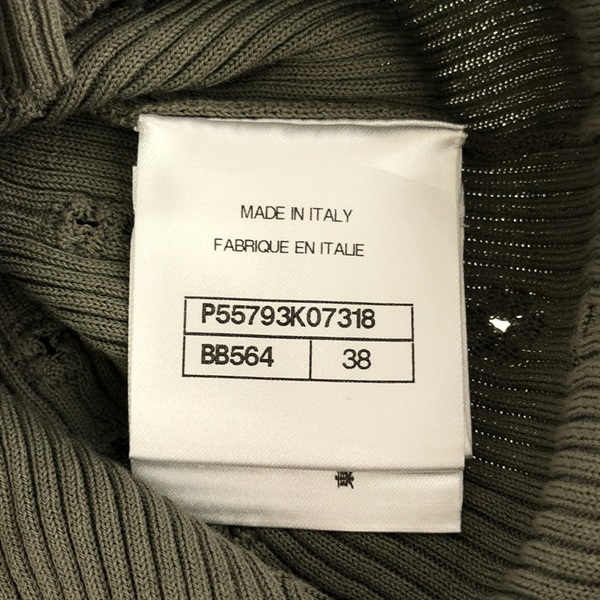 MADE IN ITALY
FABRIQUE EN ITALIE
P55793K07318
BB564 38